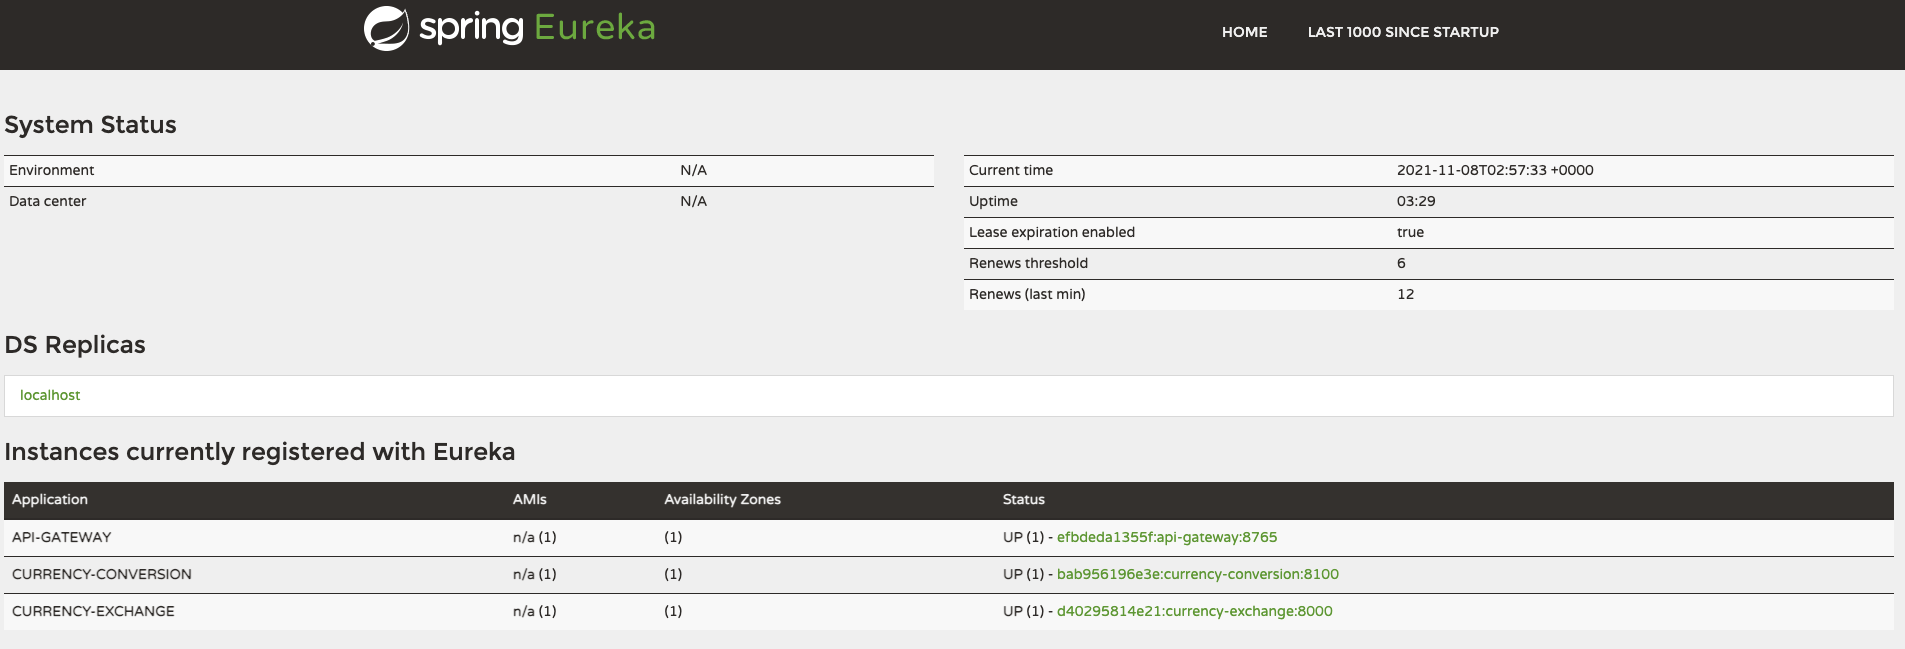 spring Eureka
HOME LAST 1000 SINCE STARTUP
System Status
Environment N/A
Data center N/A
Current time 2021-11-08T02:57:33 +0000
Uptime 03:29
Lease expiration enabled true
Renews threshold 6
Renews (last min) 12
DS Replicas
localhost
Instances currently registered with Eureka
Application AMIs Availability Zones Status
API-GATEWAY n/a (1) (1) UP (1) - efbdeda1355f:api-gateway:8765
CURRENCY-CONVERSION n/a (1) (1) UP (1) - bab956196e3e:currency-conversion:8100
CURRENCY-EXCHANGE n/a (1) (1) UP (1) - d40295814e21:currency-exchange:8000